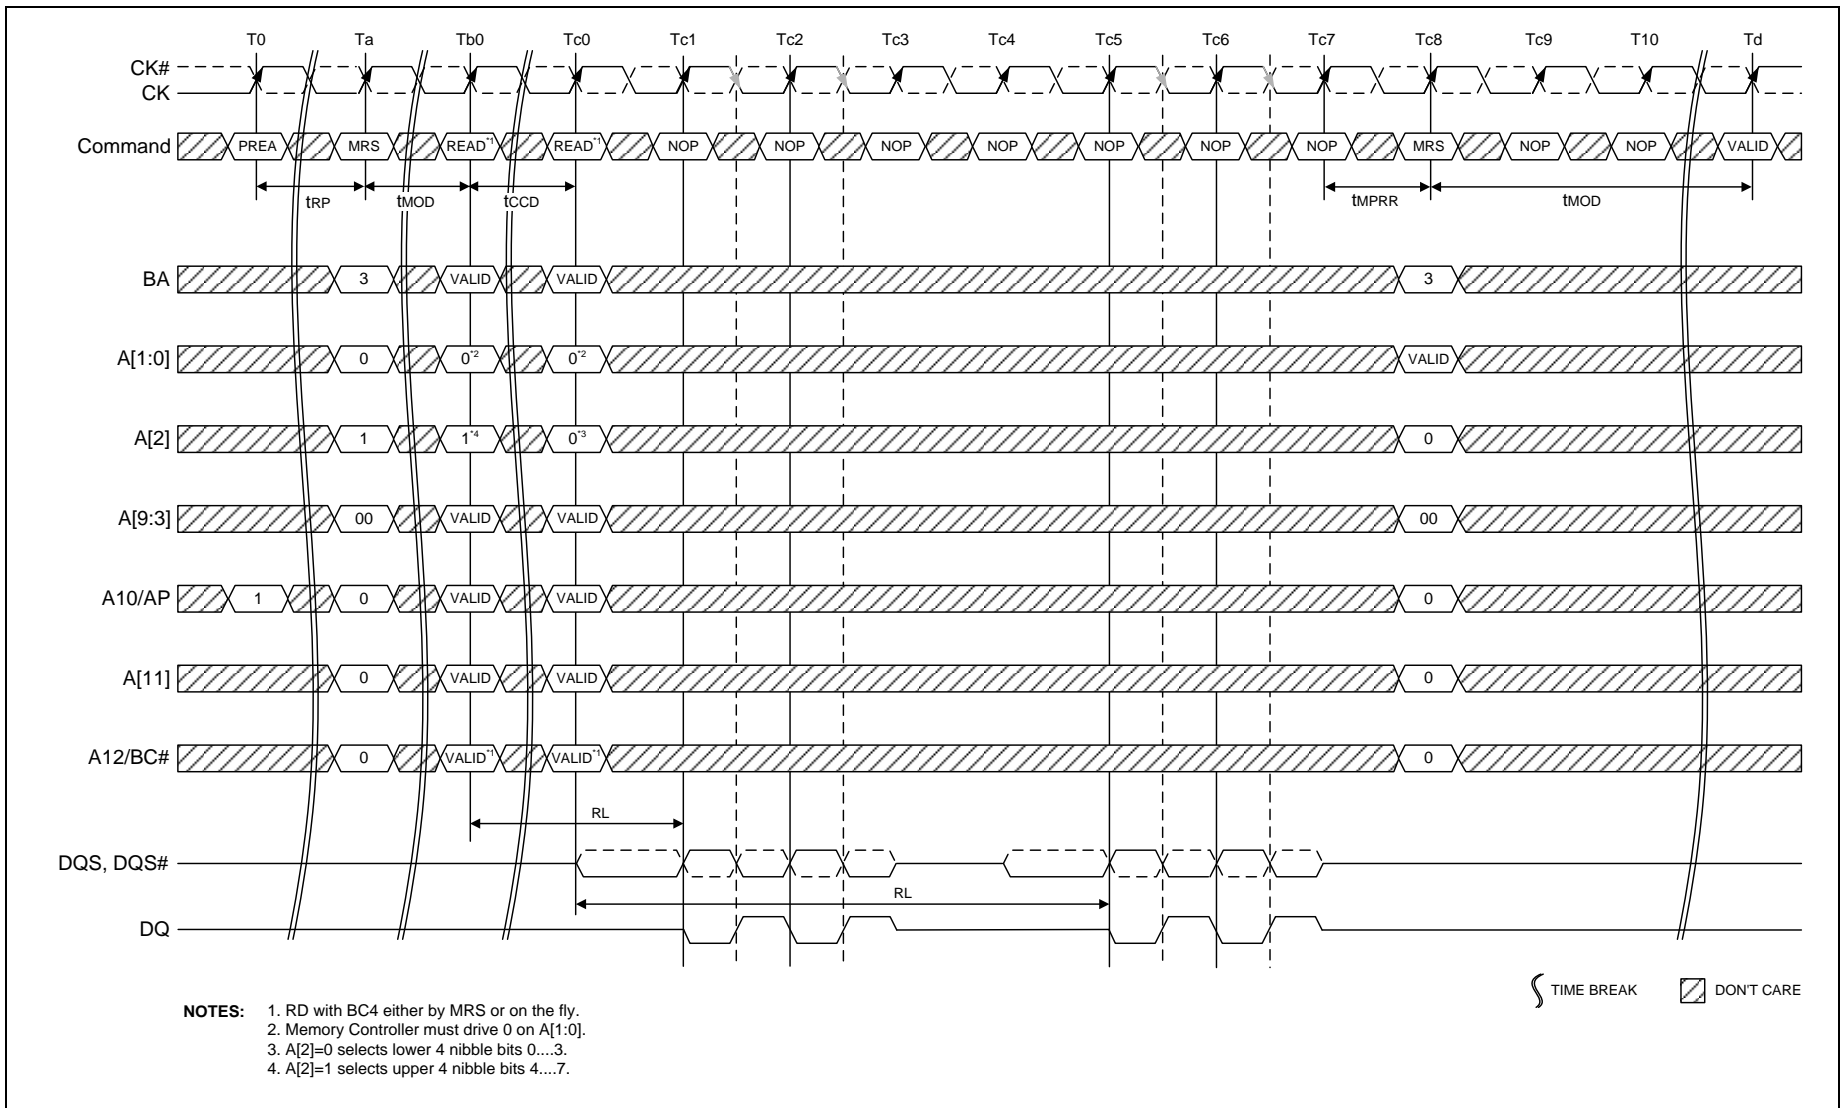 T0 Ta Tb0 Tc0 Tc1 Tc2 Tc3 Tc4 Tc5 Tc6 Tc7 Tc8 Tc9 T10 Td
CK#
CK
Command PREA MRS READ*1 READ*1 NOP NOP NOP NOP NOP NOP NOP MRS NOP NOP VALID
tRP tMOD tCCD tMPRR tMOD
BA 3 VALID VALID 3
A[1:0] 0 0*2 0*2 VALID
A[2] 1 1*4 0*3 0
A[9:3] 00 VALID VALID 00
A10/AP 1 0 VALID VALID 0
A[11] 0 VALID VALID 0
A12/BC# 0 VALID*1 VALID*1 0
RL
DQS, DQS#
RL
DQ
TIME BREAK DON'T CARE
NOTES: 1. RD with BC4 either by MRS or on the fly.
2. Memory Controller must drive 0 on A[1:0].
3. A[2]=0 selects lower 4 nibble bits 0....3.
4. A[2]=1 selects upper 4 nibble bits 4....7.